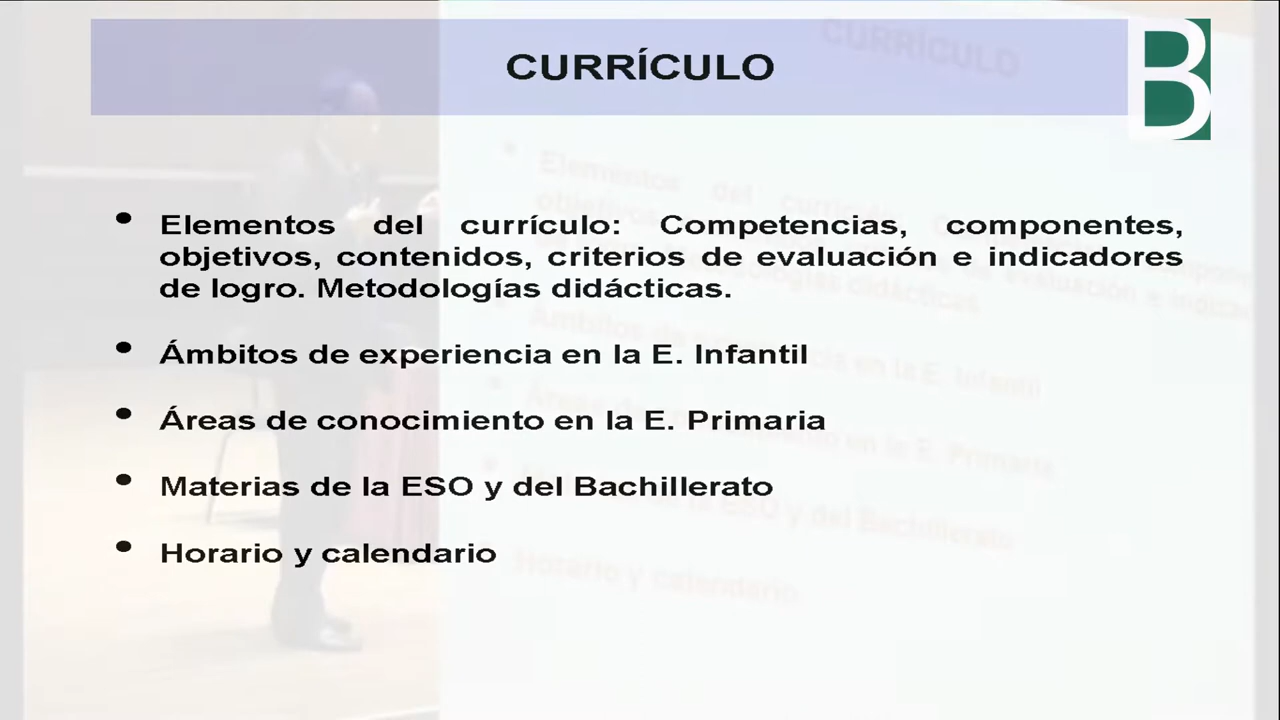 CURRÍCULO
B
• Elementos del currículo: Competencias, componentes,
objetivos, contenidos, criterios de evaluación e indicadores
de logro. Metodologías didácticas.
• Ámbitos de experiencia en la E. Infantil
• Áreas de conocimiento en la E. Primaria
• Materias de la ESO y del Bachillerato
• Horario y calendario